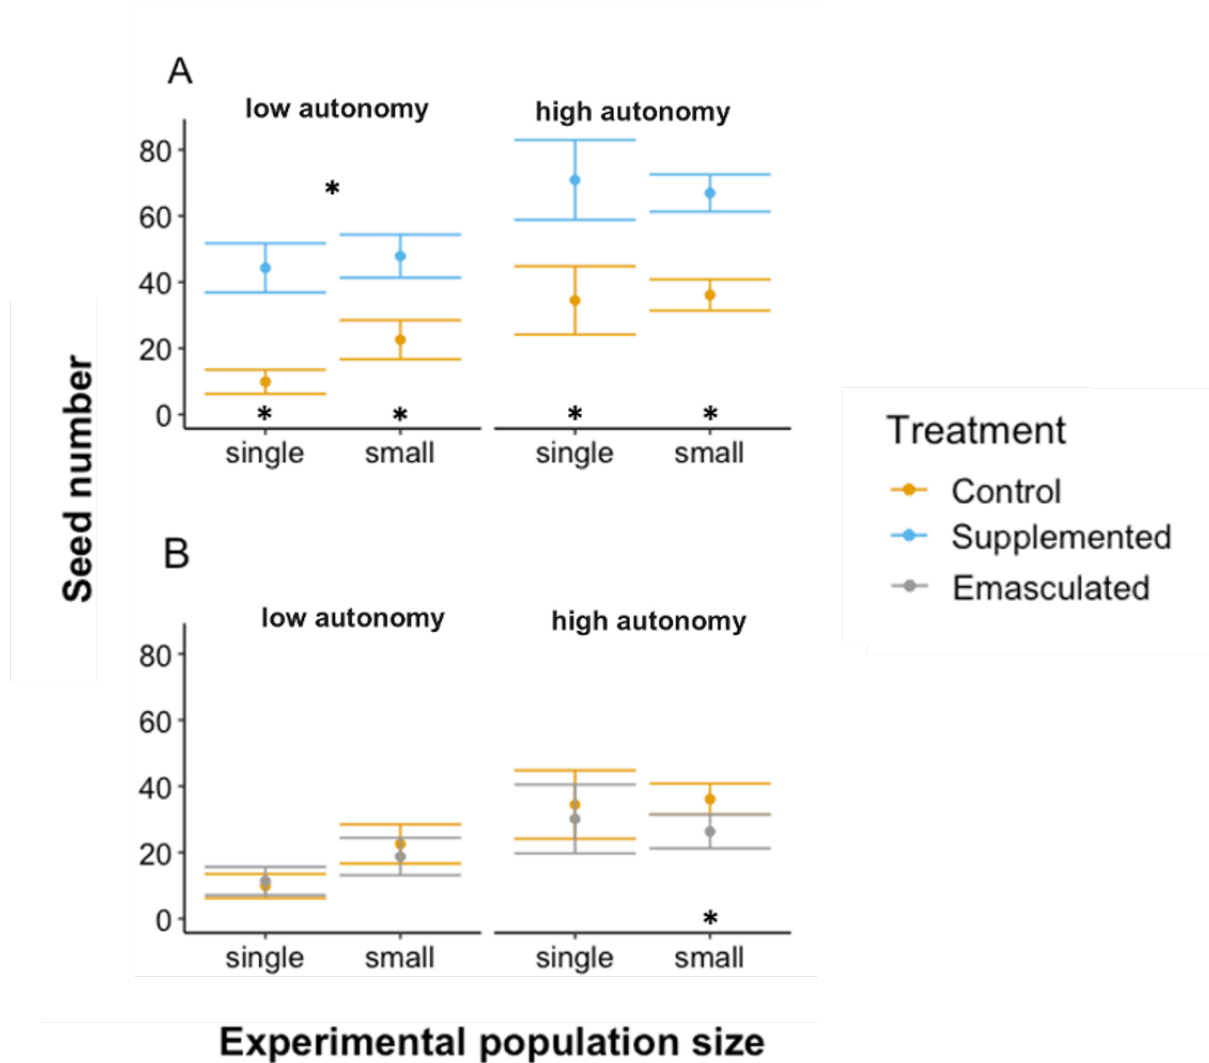 A
low autonomy high autonomy
80
*
60
40
20
0 * * * *
single small single small
Seed number
Treatment
Control
Supplemented
Emasculated
B
low autonomy high autonomy
80
60
40
20
0 *
single small single small
Experimental population size